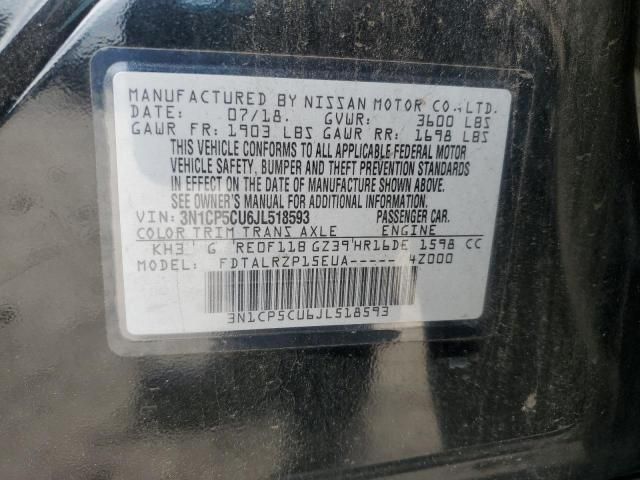 MANUFACTURED BY NISSAN MOTOR CO.,LTD.
DATE: 07/18. GVWR: 3600 LBS
GAWR FR: 1903 LBS GAWR RR: 1698 LBS
THIS VEHICLE CONFORMS TO ALL APPLICABLE FEDERAL MOTOR
VEHICLE SAFETY, BUMPER AND THEFT PREVENTION STANDARDS
IN EFFECT ON THE DATE OF MANUFACTURE SHOWN ABOVE.
SEE OWNER'S MANUAL FOR ADDITIONAL INFORMATION.
VIN: 3N1CP5CU6JL518593 PASSENGER CAR.
COLOR TRIM TRANS AXLE ENGINE
KH3 G RE0F11B GZ39 HR16DE 1598 CC
MODEL: FDTALRZP15EUA----- 4Z000
3N1CP5CU6JL518593